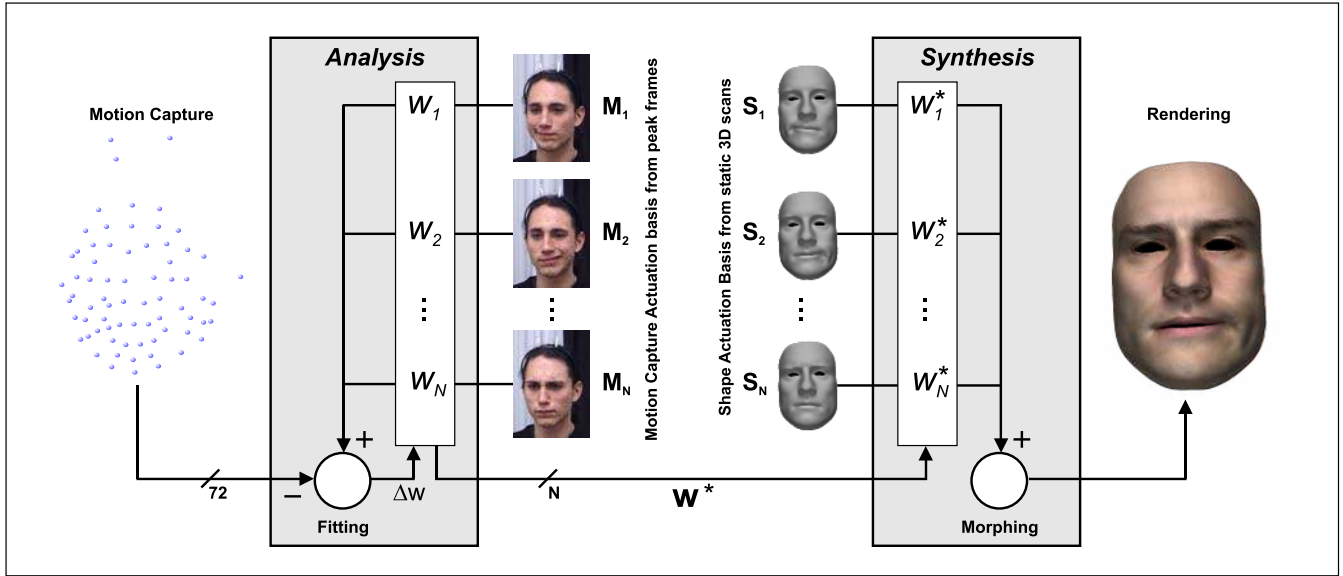 Motion Capture
72
Analysis
W1
W2
⋮
WN
+
−
Δw
Fitting
M1
M2
⋮
MN
Motion Capture Actuation basis from peak frames
N
w*
Shape Actuation Basis from static 3D scans
S1
S2
⋮
SN
Synthesis
W*1
W*2
⋮
W*N
+
Morphing
Rendering